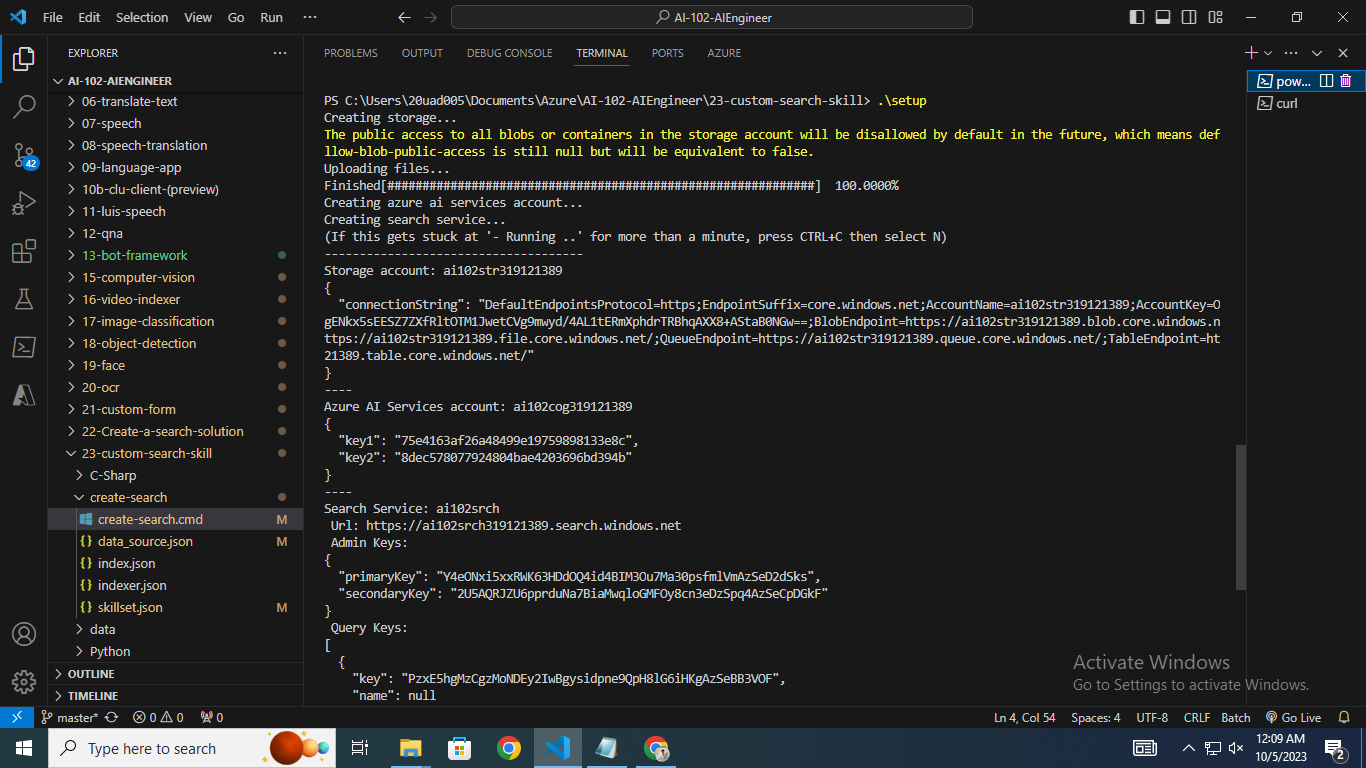 File Edit Selection View Go Run ···
AI-102-AIEngineer
EXPLORER
AI-102-AIENGINEER
06-translate-text
07-speech
08-speech-translation
09-language-app
10b-clu-client-(preview)
11-luis-speech
12-qna
13-bot-framework
15-computer-vision
16-video-indexer
17-image-classification
18-object-detection
19-face
20-ocr
21-custom-form
22-Create-a-search-solution
23-custom-search-skill
C-Sharp
create-search
create-search.cmd M
data_source.json M
index.json
indexer.json
skillset.json M
data
Python
OUTLINE
TIMELINE
42
PROBLEMS OUTPUT DEBUG CONSOLE TERMINAL PORTS AZURE
pow...
curl
PS C:\Users\20uad005\Documents\Azure\AI-102-AIEngineer\23-custom-search-skill> .\setup
Creating storage...
The public access to all blobs or containers in the storage account will be disallowed by default in the future, which means def
llow-blob-public-access is still null but will be equivalent to false.
Uploading files...
Finished[#############################################################]  100.0000%
Creating azure ai services account...
Creating search service...
(If this gets stuck at '- Running ..' for more than a minute, press CTRL+C then select N)
-------------------------------------
Storage account: ai102str319121389
{
"connectionString": "DefaultEndpointsProtocol=https;EndpointSuffix=core.windows.net;AccountName=ai102str319121389;AccountKey=O
gENkx5sEESZ7ZXfRltOTM1JwetCVg9mwyd/4AL1tERmXphdrTRBhqAXX8+AStaB0NGw==;BlobEndpoint=https://ai102str319121389.blob.core.windows.n
ttps://ai102str319121389.file.core.windows.net/;QueueEndpoint=https://ai102str319121389.queue.core.windows.net/;TableEndpoint=ht
21389.table.core.windows.net/"
}
----
Azure AI Services account: ai102cog319121389
{
"key1": "75e4163af26a48499e19759898133e8c",
"key2": "8dec578077924804bae4203696bd394b"
}
----
Search Service: ai102srch
Url: https://ai102srch319121389.search.windows.net
Admin Keys:
{
"primaryKey": "Y4eONxi5xxRWK63HDdOQ4id4BIM3Ou7Ma30psfmlVmAzSeD2dSks",
"secondaryKey": "2U5AQRJZU6pprduNa7BiaMwqloGMFOy8cn3eDzSpq4AzSeCpDGkF"
}
Query Keys:
[
{
"key": "PzxE5hgMzCgzMoNDEy2IwBgysidpne9QpH8lG6iHKgAzSeBB3VOF",
"name": null
Activate Windows
Go to Settings to activate Windows.
master* 0 0 0
Ln 4, Col 54 Spaces: 4 UTF-8 CRLF Batch Go Live
Type here to search
12:09 AM
10/5/2023
2